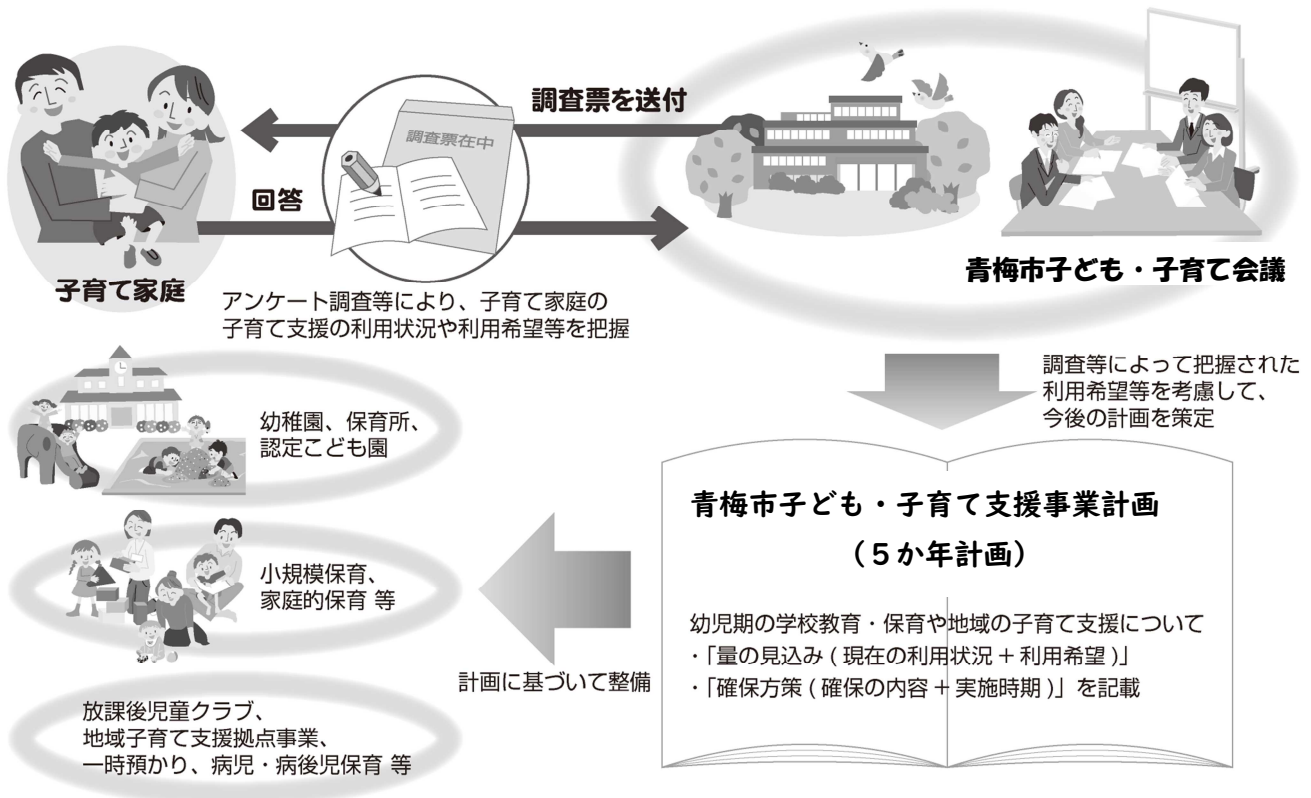 調査票を送付
調査票在中
回答
子育て家庭
アンケート調査等により、子育て家庭の
子育て支援の利用状況や利用希望等を把握
青梅市子ども・子育て会議
調査等によって把握された
利用希望等を考慮して、
今後の計画を策定
青梅市子ども・子育て支援事業計画
(5か年計画)
幼児期の学校教育・保育や地域の子育て支援について
・「量の見込み(現在の利用状況+利用希望)」
・「確保方策(確保の内容+実施時期)」を記載
計画に基づいて整備
幼稚園、保育所、
認定こども園
小規模保育、
家庭的保育 等
放課後児童クラブ、
地域子育て支援拠点事業、
一時預かり、病児・病後児保育 等